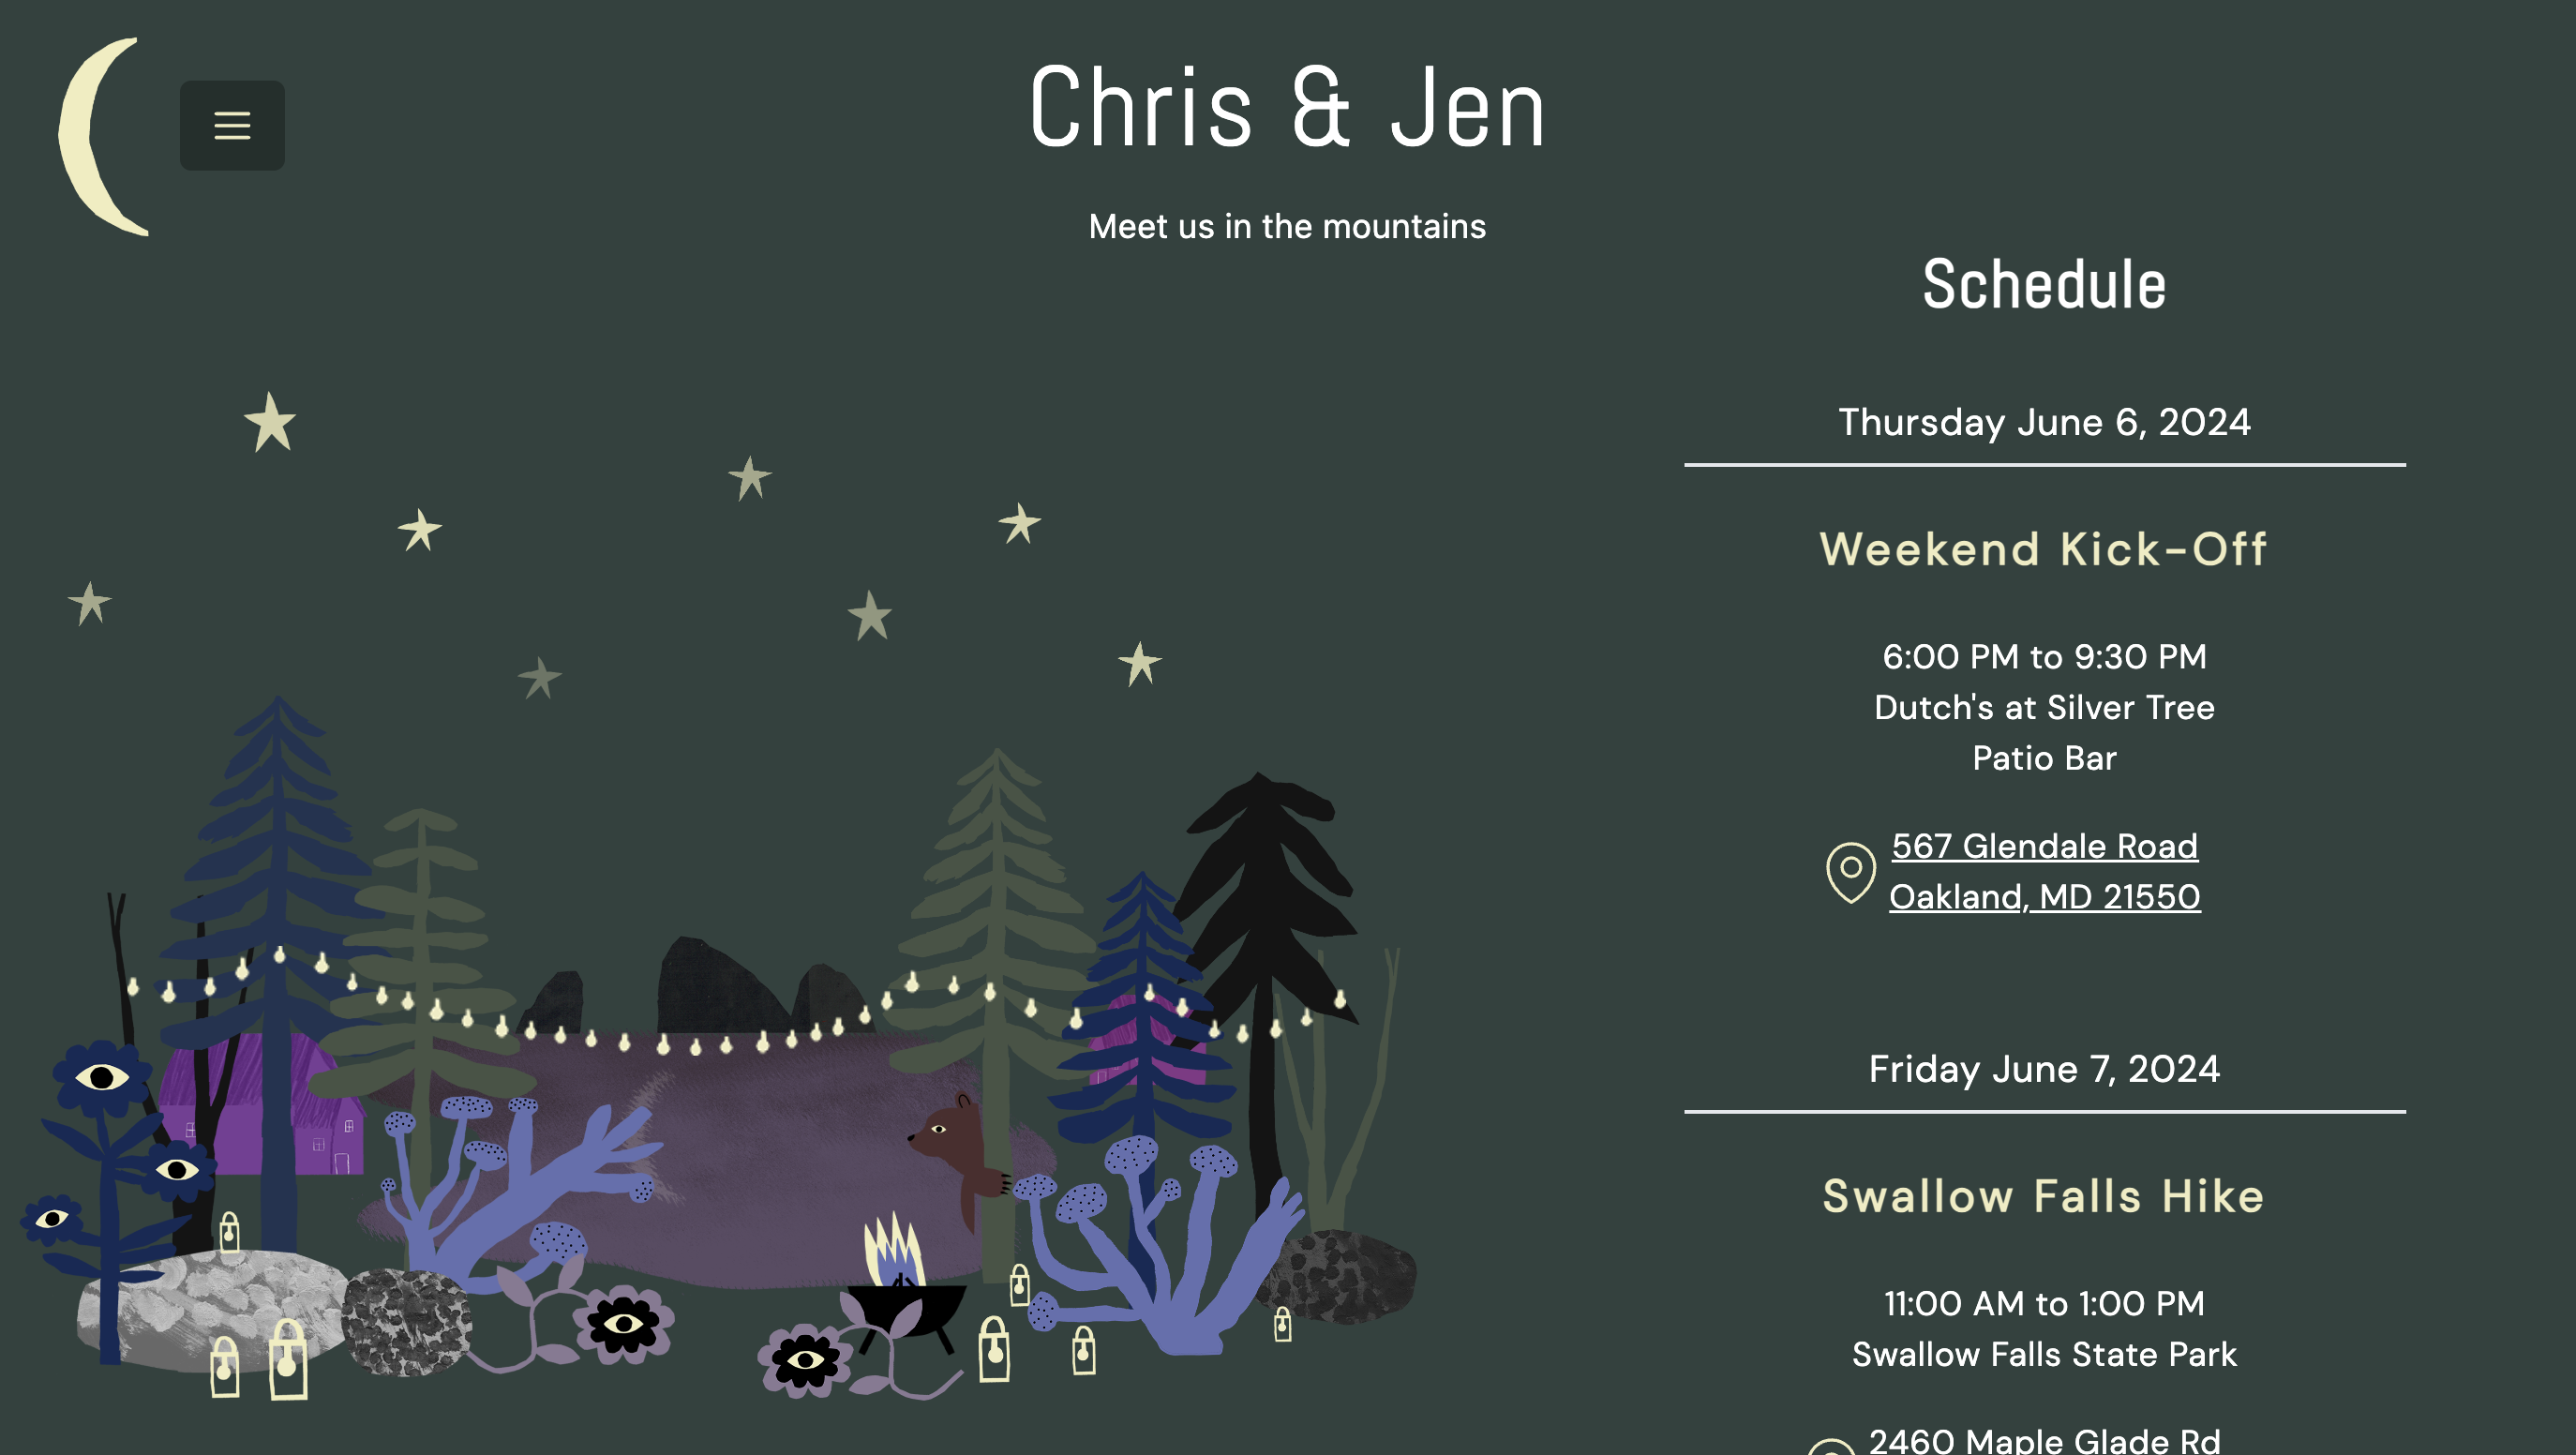 Chris & Jen
Meet us in the mountains
Schedule
Thursday June 6, 2024
Weekend Kick-Off
6:00 PM to 9:30 PM
Dutch's at Silver Tree
Patio Bar
567 Glendale Road
Oakland, MD 21550
Friday June 7, 2024
Swallow Falls Hike
11:00 AM to 1:00 PM
Swallow Falls State Park
2460 Maple Glade Rd